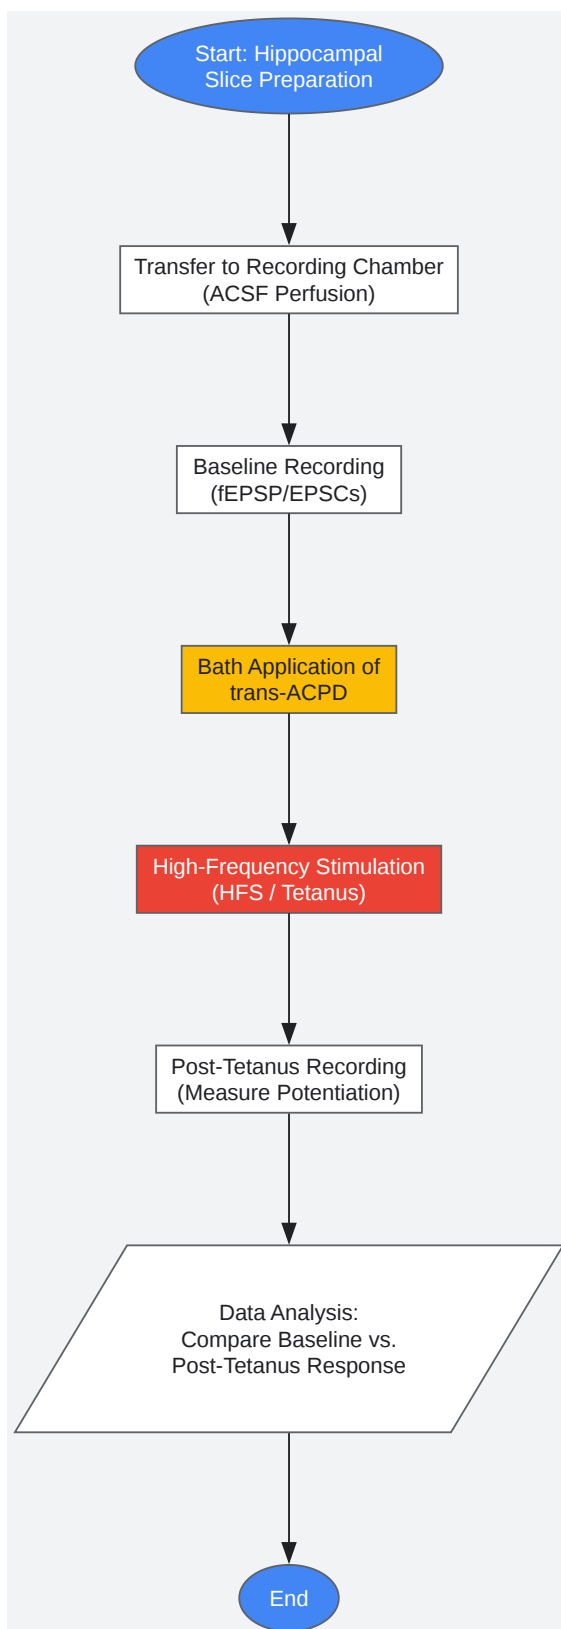 Start: Hippocampal
Slice Preparation
Transfer to Recording Chamber
(ACSF Perfusion)
Baseline Recording
(fEPSP/EPSCs)
Bath Application of
trans-ACPD
High-Frequency Stimulation
(HFS / Tetanus)
Post-Tetanus Recording
(Measure Potentiation)
Data Analysis:
Compare Baseline vs.
Post-Tetanus Response
End